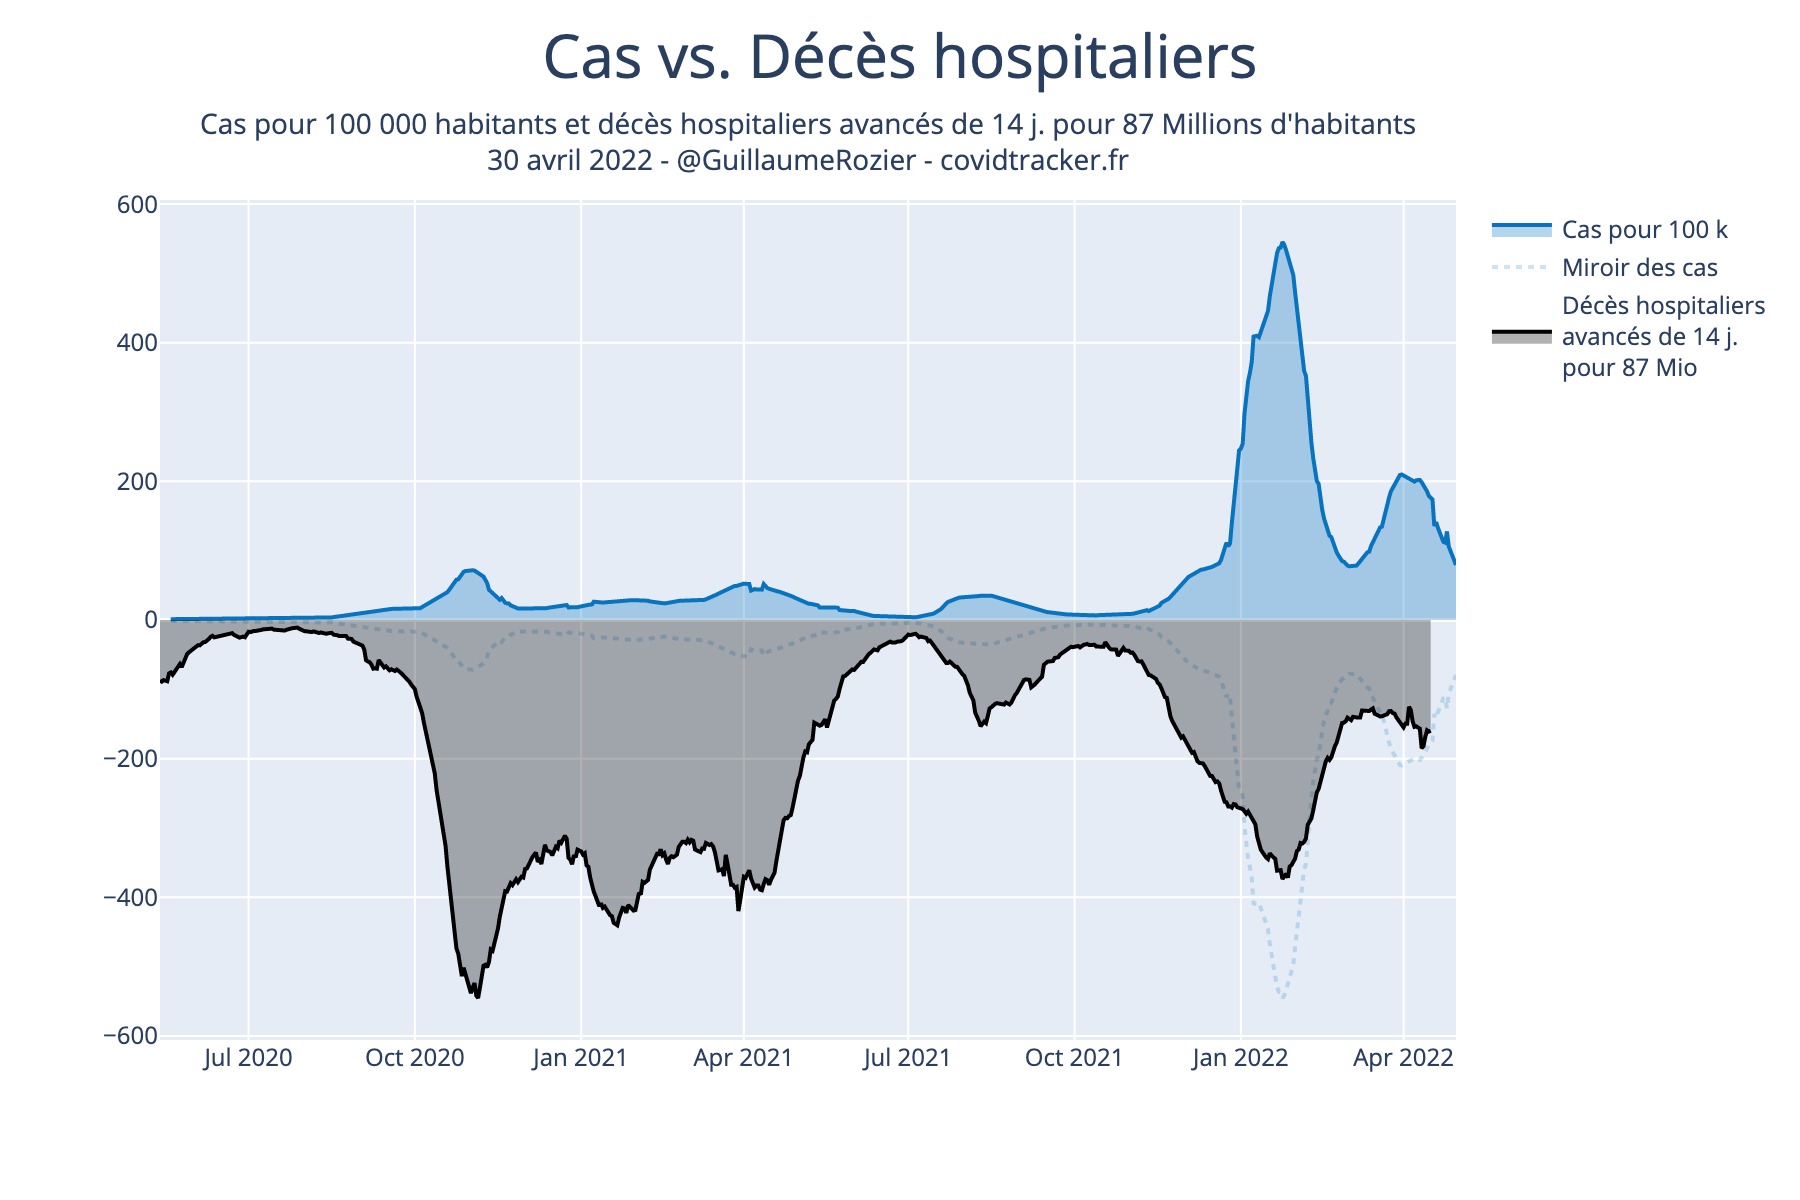 Cas vs. Décès hospitaliers
Cas pour 100 000 habitants et décès hospitaliers avancés de 14 j. pour 87 Millions d'habitants
30 avril 2022 - @GuillaumeRozier - covidtracker.fr
600
400
200
0
−200
−400
−600
Jul 2020
Oct 2020
Jan 2021
Apr 2021
Jul 2021
Oct 2021
Jan 2022
Apr 2022
Cas pour 100 k
Miroir des cas
Décès hospitaliers
avancés de 14 j.
pour 87 Mio